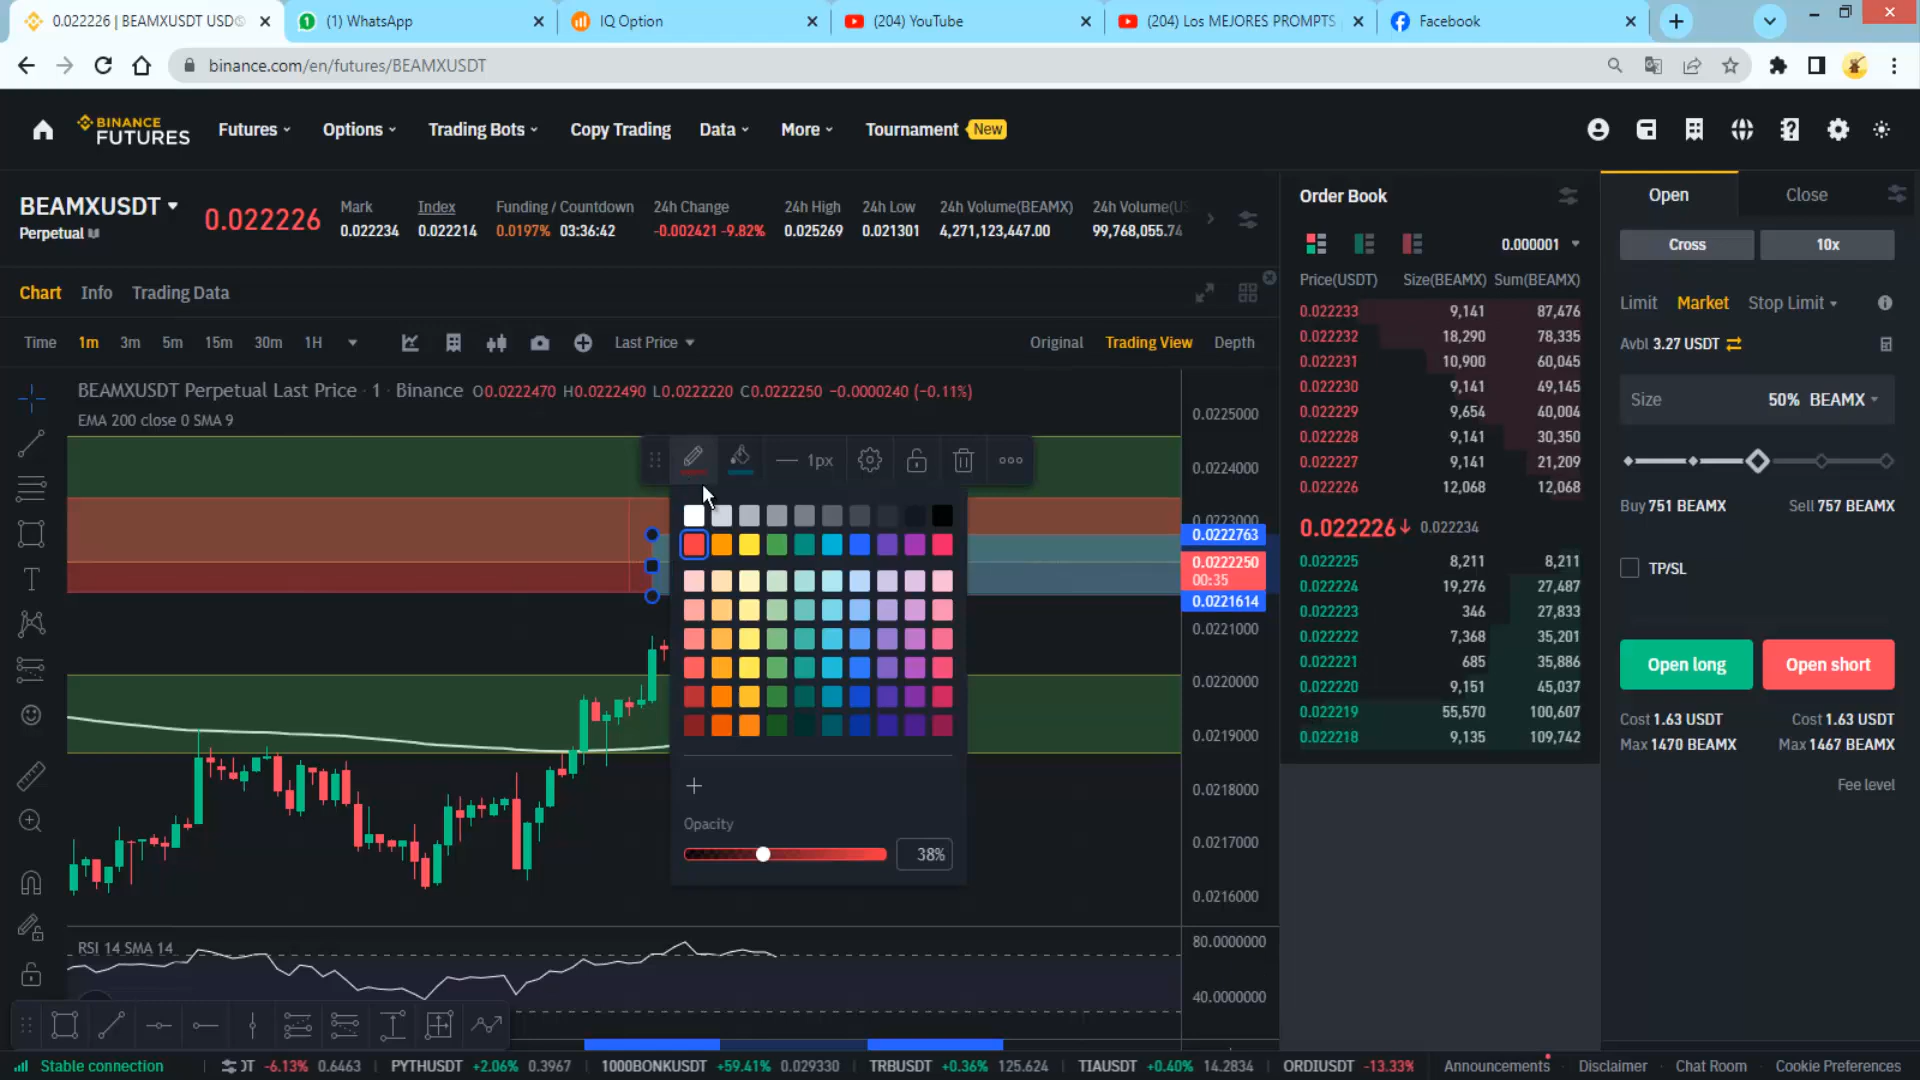 0.022226 | BEAMXUSDT USD
(1) WhatsApp
IQ Option
(204) YouTube
(204) Los MEJORES PROMPTS
Facebook
binance.com/en/futures/BEAMXUSDT
BINANCE
FUTURES
Futures
Options
Trading Bots
Copy Trading
Data
More
Tournament
New
BEAMXUSDT
Perpetual
0.022226
Mark
0.022234
Index
0.022214
Funding / Countdown
0.0197% 03:36:42
24h Change
-0.002421 -9.82%
24h High
0.025269
24h Low
0.021301
24h Volume(BEAMX)
4,271,123,447.00
24h Volume(US
99,768,055.74
Chart
Info
Trading Data
Time
1m
3m
5m
15m
30m
1H
Last Price
Original
Trading View
Depth
BEAMXUSDT Perpetual Last Price · 1 · Binance O0.0222470 H0.0222490 L0.0222220 C0.0222250 −0.0000240 (−0.11%)
EMA 200 close 0 SMA 9
1px
Opacity
38%
0.0225000
0.0224000
0.0223000
0.0222763
0.0222250
00:35
0.0221614
0.0221000
0.0220000
0.0219000
0.0218000
0.0217000
0.0216000
RSI 14 SMA 14
80.0000000
40.0000000
Order Book
0.000001
Price(USDT) Size(BEAMX) Sum(BEAMX)
0.022233 9,141 87,476
0.022232 18,290 78,335
0.022231 10,900 60,045
0.022230 9,141 49,145
0.022229 9,654 40,004
0.022228 9,141 30,350
0.022227 9,141 21,209
0.022226 12,068 12,068
0.022226↓ 0.022234
0.022225 8,211 8,211
0.022224 19,276 27,487
0.022223 346 27,833
0.022222 7,368 35,201
0.022221 685 35,886
0.022220 9,151 45,037
0.022219 55,570 100,607
0.022218 9,135 109,742
Open
Close
Cross
10x
Limit
Market
Stop Limit
Avbl 3.27 USDT
Size
50% BEAMX
Buy 751 BEAMX
Sell 757 BEAMX
TP/SL
Open long
Open short
Cost 1.63 USDT
Cost 1.63 USDT
Max 1470 BEAMX
Max 1467 BEAMX
Fee level
Stable connection
-6.13% 0.6463
PYTHUSDT +2.06% 0.3967
1000BONKUSDT +59.41% 0.029330
TRBUSDT +0.36% 125.624
TIAUSDT +0.40% 14.2834
ORDIUSDT -13.33%
Announcements
Disclaimer
Chat Room
Cookie Preferences